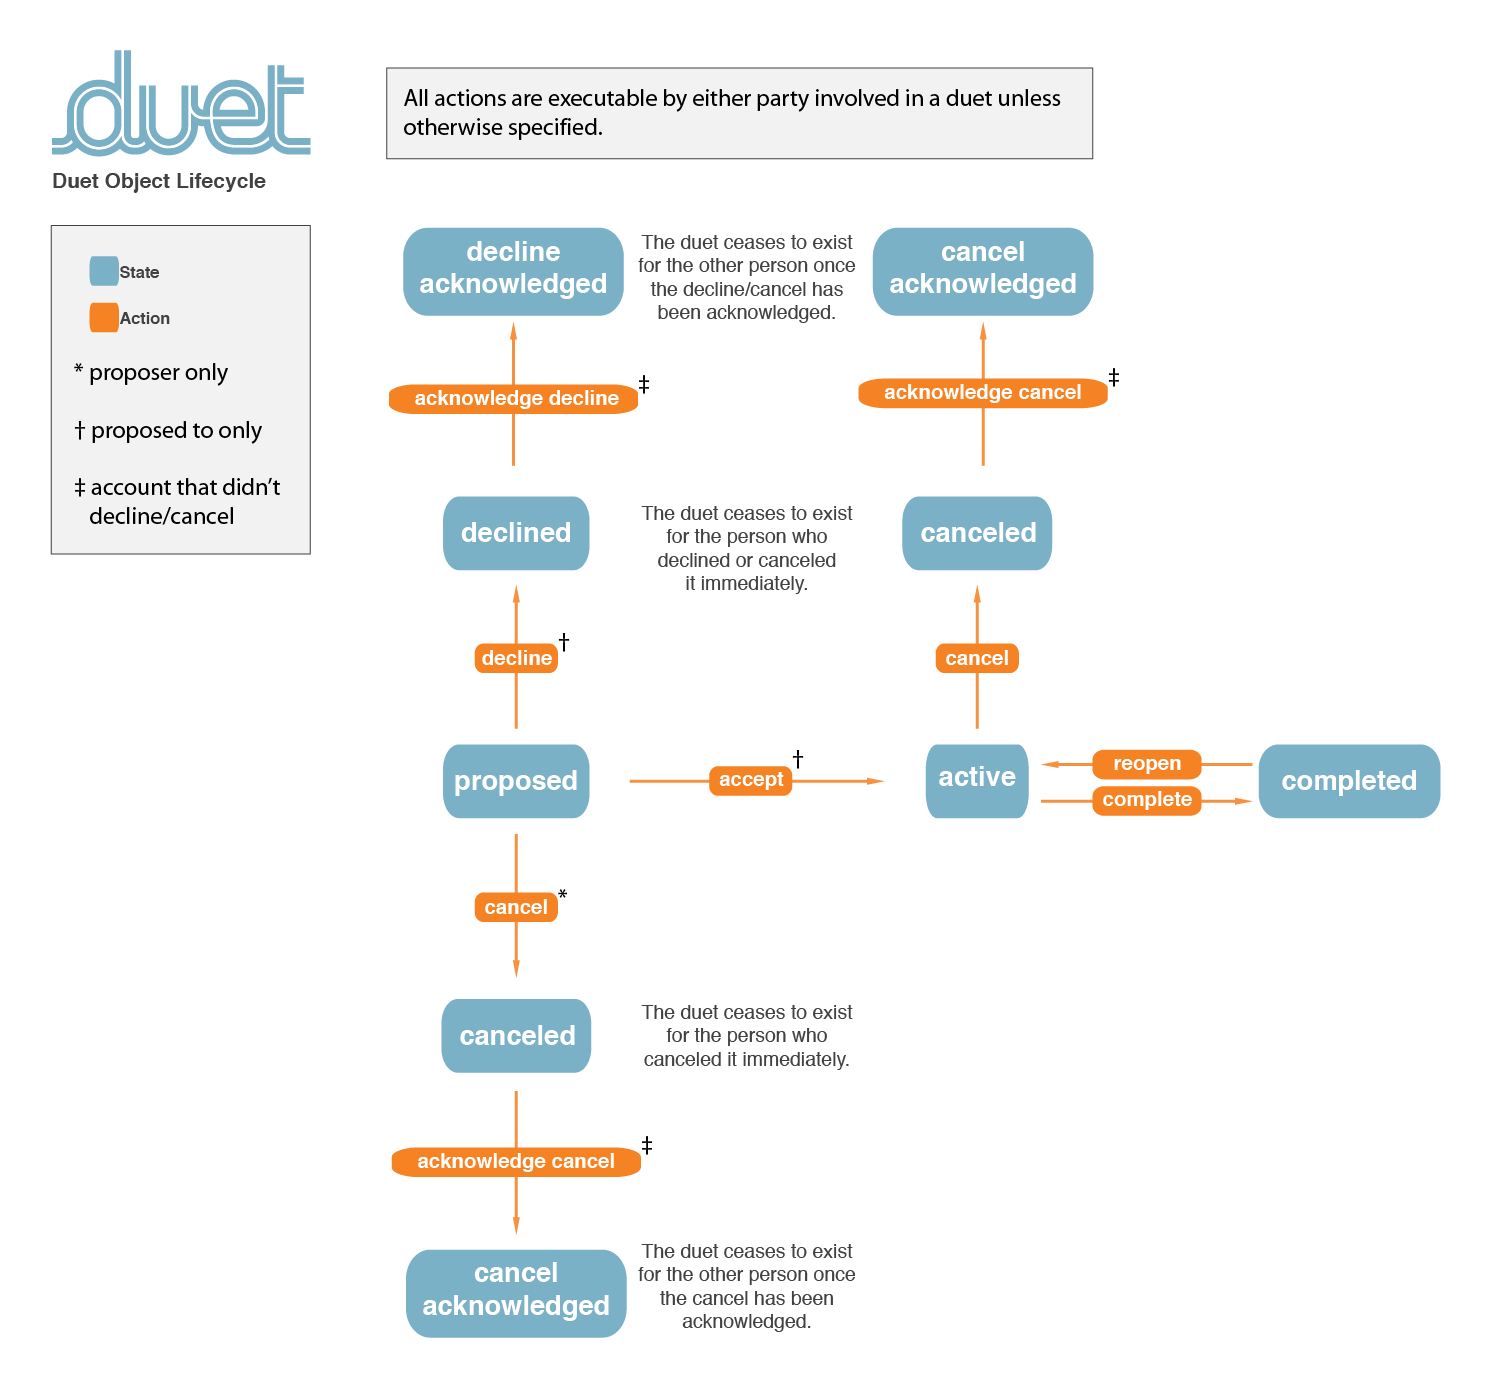 duet
Duet Object Lifecycle
All actions are executable by either party involved in a duet unless
otherwise specified.
State
Action
* proposer only
† proposed to only
‡ account that didn’t
decline/cancel
decline
acknowledged
The duet ceases to exist
for the other person once
the decline/cancel has
been acknowledged.
cancel
acknowledged
acknowledge decline ‡
acknowledge cancel ‡
declined
The duet ceases to exist
for the person who
declined or canceled
it immediately.
canceled
decline †
cancel
proposed
accept †
active
reopen
complete
completed
cancel *
canceled
The duet ceases to exist
for the person who
canceled it immediately.
acknowledge cancel ‡
cancel
acknowledged
The duet ceases to exist
for the other person once
the cancel has been
acknowledged.